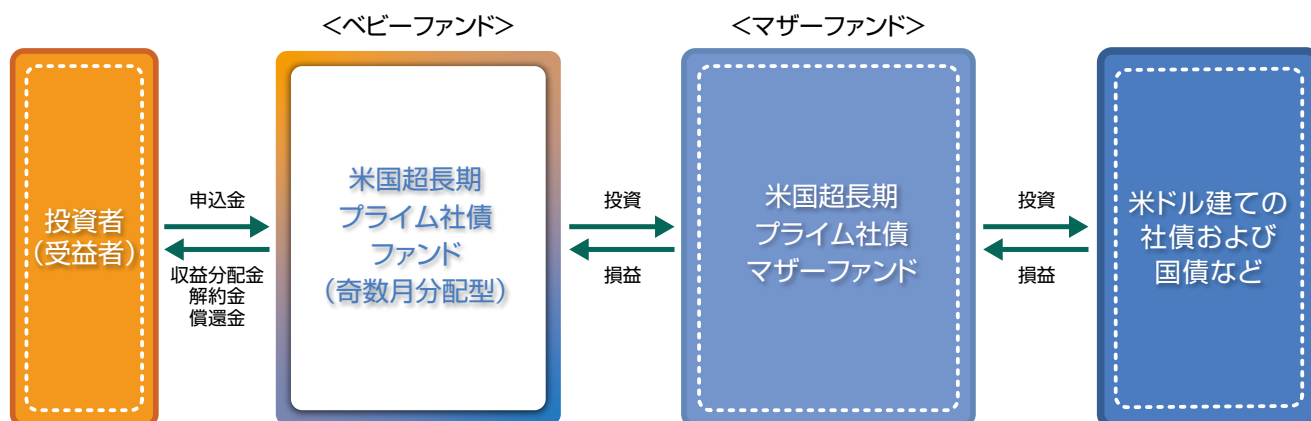 <ベビーファンド>
<マザーファンド>
投資者
(受益者)
申込金
収益分配金
解約金
償還金
米国超長期
プライム社債
ファンド
(奇数月分配型)
投資
損益
米国超長期
プライム社債
マザーファンド
投資
損益
米ドル建ての
社債および
国債など